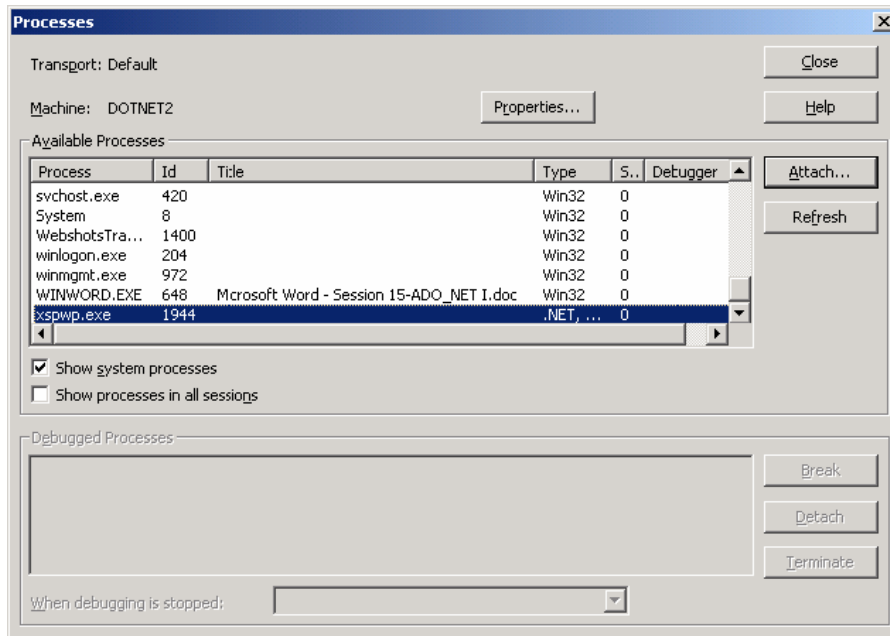 Processes
Transport: Default
Close
Machine: DOTNET2
Properties...
Help
Available Processes
Process Id Title Type S.. Debugger
Attach...
svchost.exe 420 Win32 0
System 8 Win32 0
Refresh
WebshotsTra... 1400 Win32 0
winlogon.exe 204 Win32 0
winmgmt.exe 972 Win32 0
WINWORD.EXE 648 Mcrosoft Word - Session 15-ADO_NET I.doc Win32 0
xspwp.exe 1944 .NET, ... 0
Show system processes
Show processes in all sessions
Debugged Processes
Break
Detach
Terminate
When debugging is stopped: